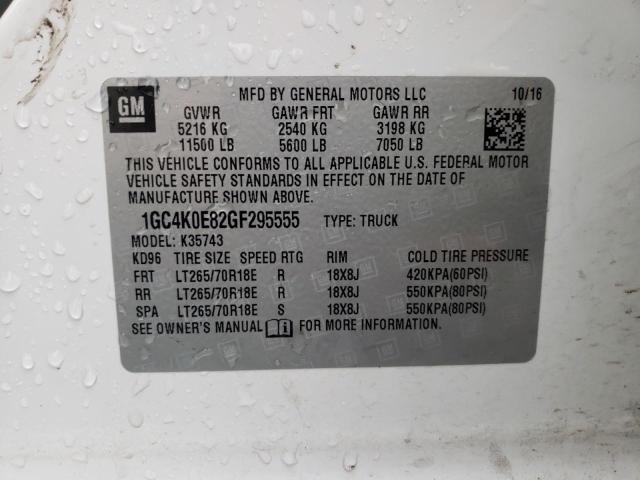 MFD BY GENERAL MOTORS LLC 10/16
GM
GVWR GAWR FRT GAWR RR
5216 KG 2540 KG 3198 KG
11500 LB 5600 LB 7050 LB
THIS VEHICLE CONFORMS TO ALL APPLICABLE U.S. FEDERAL MOTOR
VEHICLE SAFETY STANDARDS IN EFFECT ON THE DATE OF
MANUFACTURE SHOWN ABOVE.
1GC4K0E82GF295555 TYPE: TRUCK
MODEL: K35743
KD96 TIRE SIZE SPEED RTG RIM COLD TIRE PRESSURE
FRT LT265/70R18E R 18X8J 420KPA(60PSI)
RR LT265/70R18E R 18X8J 550KPA(80PSI)
SPA LT265/70R18E S 18X8J 550KPA(80PSI)
SEE OWNER'S MANUAL FOR MORE INFORMATION.